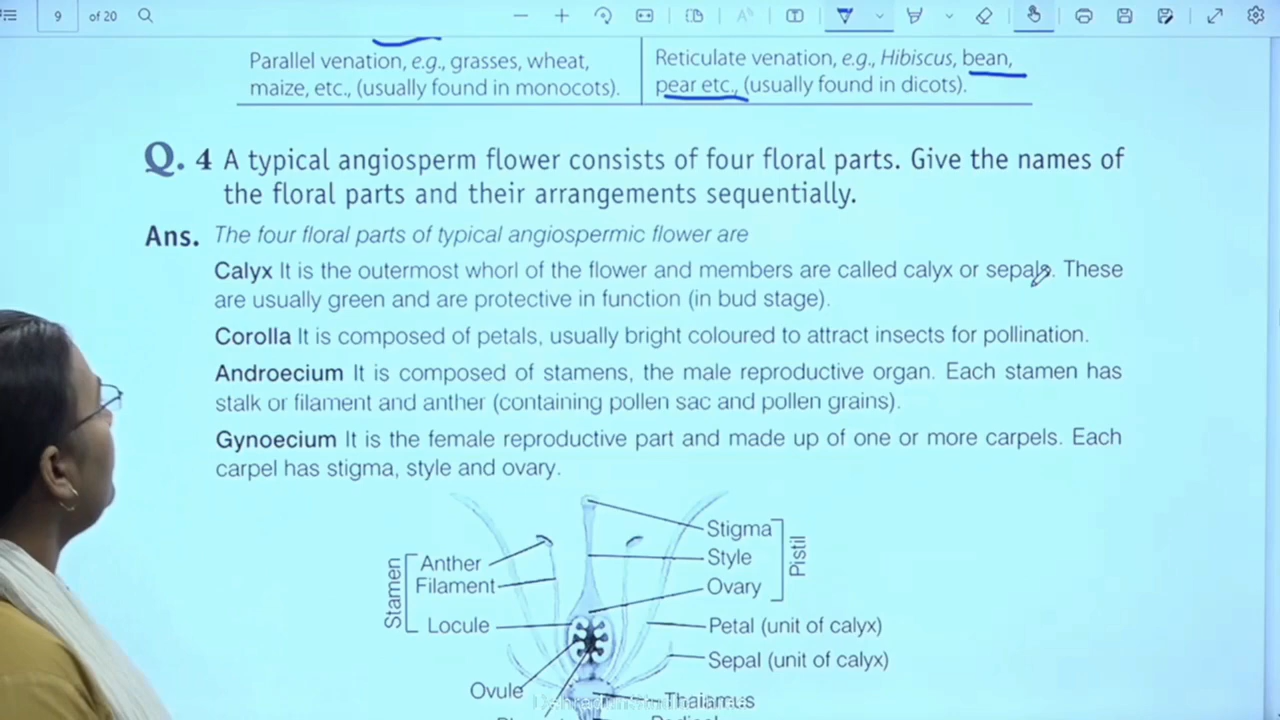 9 of 20
Parallel venation, e.g., grasses, wheat,
maize, etc., (usually found in monocots).
Reticulate venation, e.g., Hibiscus, bean,
pear etc., (usually found in dicots).
Q. 4 A typical angiosperm flower consists of four floral parts. Give the names of
the floral parts and their arrangements sequentially.
Ans. The four floral parts of typical angiospermic flower are
Calyx It is the outermost whorl of the flower and members are called calyx or sepals. These
are usually green and are protective in function (in bud stage).
Corolla It is composed of petals, usually bright coloured to attract insects for pollination.
Androecium It is composed of stamens, the male reproductive organ. Each stamen has
stalk or filament and anther (containing pollen sac and pollen grains).
Gynoecium It is the female reproductive part and made up of one or more carpels. Each
carpel has stigma, style and ovary.
Stigma
Style
Ovary
Pistil
Anther
Filament
Stamen
Locule
Petal (unit of calyx)
Sepal (unit of calyx)
Ovule
Thalamus